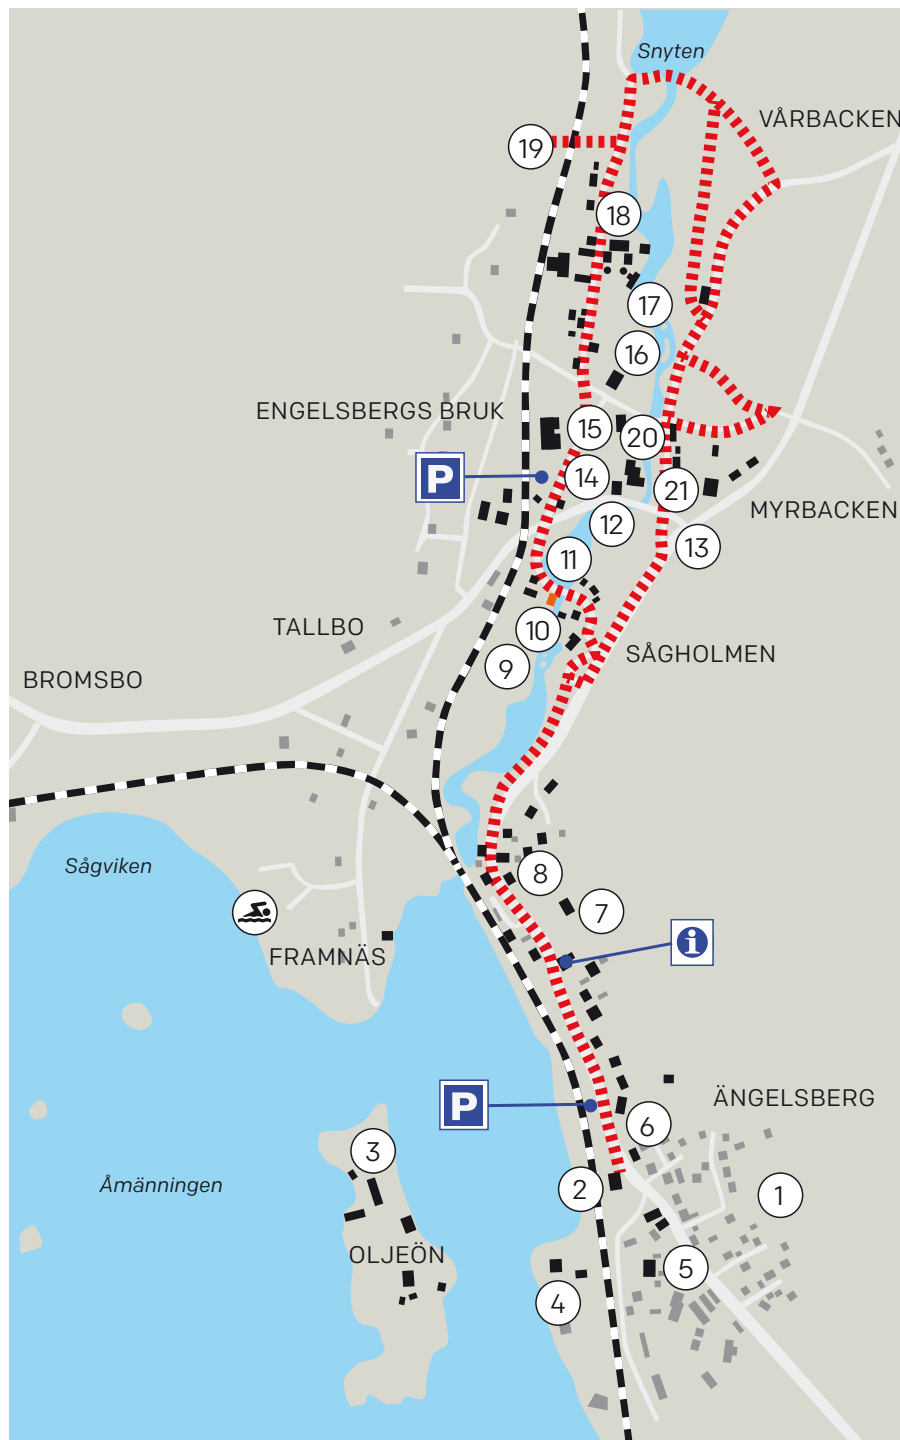 Snyten
VÅRBACKEN
19
18
17
16
ENGELSBERGS BRUK
15
20
P
14
21
MYRBACKEN
12
13
11
TALLBO
10
SÅGHOLMEN
9
BROMSBO
Sågviken
8
7
i
FRAMNÄS
P
ÄNGELSBERG
6
3
Åmänningen
2
1
OLJEÖN
5
4